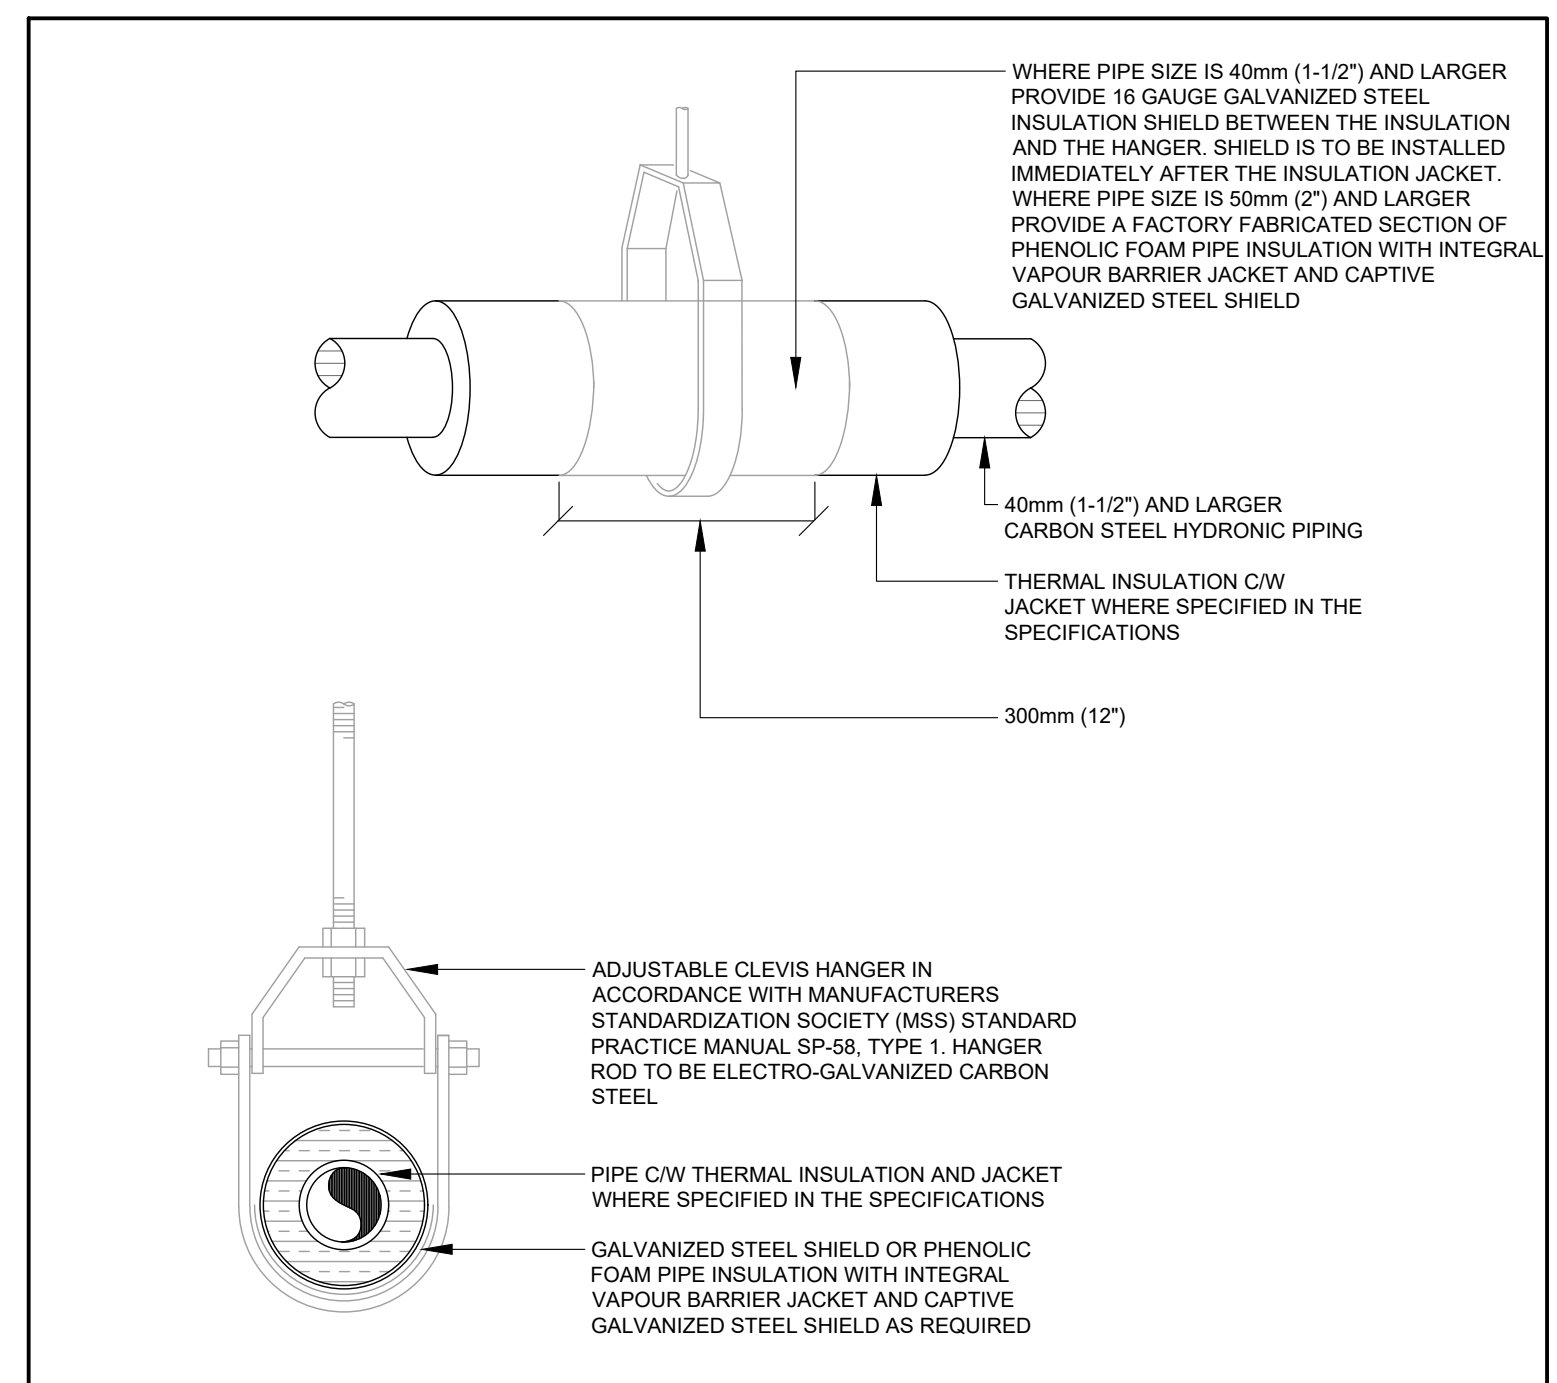 WHERE PIPE SIZE IS 40mm (1-1/2") AND LARGER
PROVIDE 16 GAUGE GALVANIZED STEEL
INSULATION SHIELD BETWEEN THE INSULATION
AND THE HANGER. SHIELD IS TO BE INSTALLED
IMMEDIATELY AFTER THE INSULATION JACKET.
WHERE PIPE SIZE IS 50mm (2") AND LARGER
PROVIDE A FACTORY FABRICATED SECTION OF
PHENOLIC FOAM PIPE INSULATION WITH INTEGRAL
VAPOUR BARRIER JACKET AND CAPTIVE
GALVANIZED STEEL SHIELD
40mm (1-1/2") AND LARGER
CARBON STEEL HYDRONIC PIPING
THERMAL INSULATION C/W
JACKET WHERE SPECIFIED IN THE
SPECIFICATIONS
300mm (12")
ADJUSTABLE CLEVIS HANGER IN
ACCORDANCE WITH MANUFACTURERS
STANDARDIZATION SOCIETY (MSS) STANDARD
PRACTICE MANUAL SP-58, TYPE 1. HANGER
ROD TO BE ELECTRO-GALVANIZED CARBON
STEEL
PIPE C/W THERMAL INSULATION AND JACKET
WHERE SPECIFIED IN THE SPECIFICATIONS
GALVANIZED STEEL SHIELD OR PHENOLIC
FOAM PIPE INSULATION WITH INTEGRAL
VAPOUR BARRIER JACKET AND CAPTIVE
GALVANIZED STEEL SHIELD AS REQUIRED